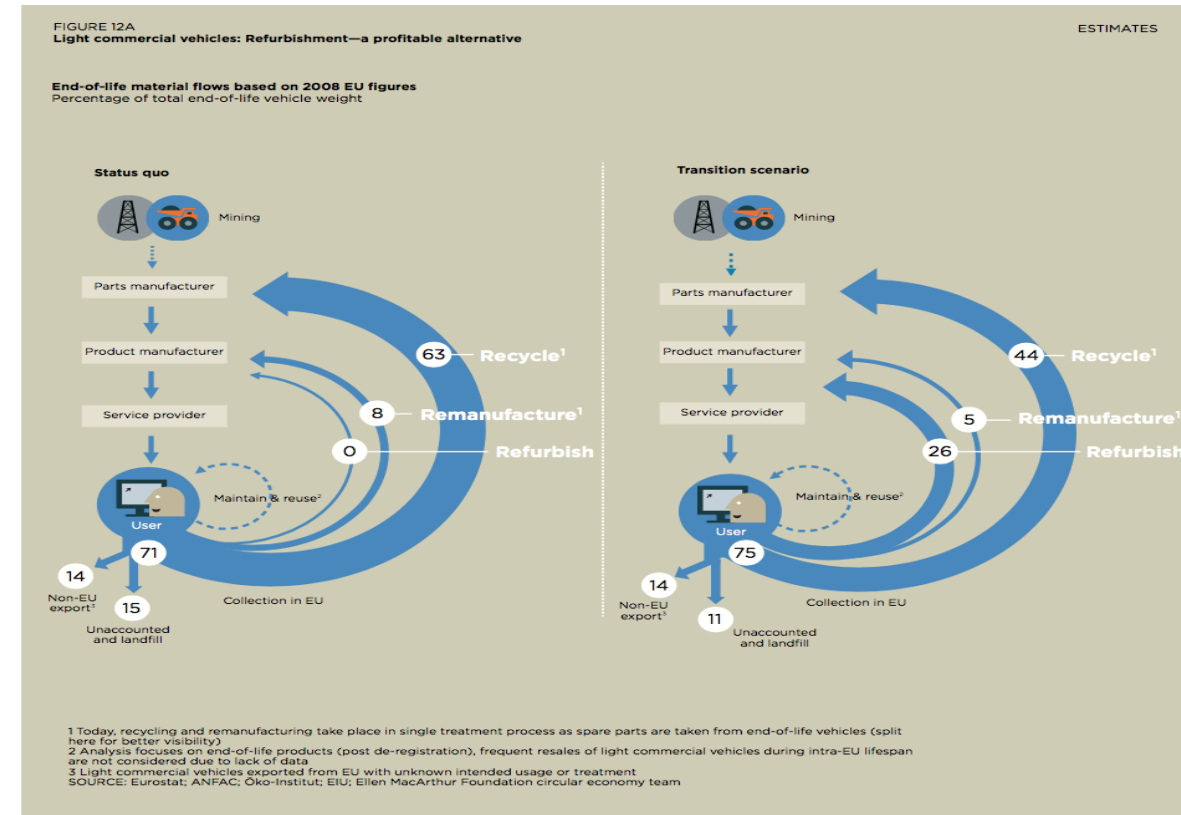 FIGURE 12A
Light commercial vehicles: Refurbishment—a profitable alternative
ESTIMATES
End-of-life material flows based on 2008 EU figures
Percentage of total end-of-life vehicle weight
Status quo
Mining
Parts manufacturer
Product manufacturer
Service provider
User
Maintain & reuse²
63
Recycle¹
8
Remanufacture¹
0
Refurbish
71
14
Non-EU
export³
15
Unaccounted
and landfill
Collection in EU
Transition scenario
Mining
Parts manufacturer
Product manufacturer
Service provider
User
Maintain & reuse²
44
Recycle¹
5
Remanufacture¹
26
Refurbish
75
14
Non-EU
export³
11
Unaccounted
and landfill
Collection in EU
1 Today, recycling and remanufacturing take place in single treatment process as spare parts are taken from end-of-life vehicles (split
here for better visibility)
2 Analysis focuses on end-of-life products (post de-registration), frequent resales of light commercial vehicles during intra-EU lifespan
are not considered due to lack of data
3 Light commercial vehicles exported from EU with unknown intended usage or treatment
SOURCE: Eurostat; ANFAC; Öko-Institut; EIU; Ellen MacArthur Foundation circular economy team